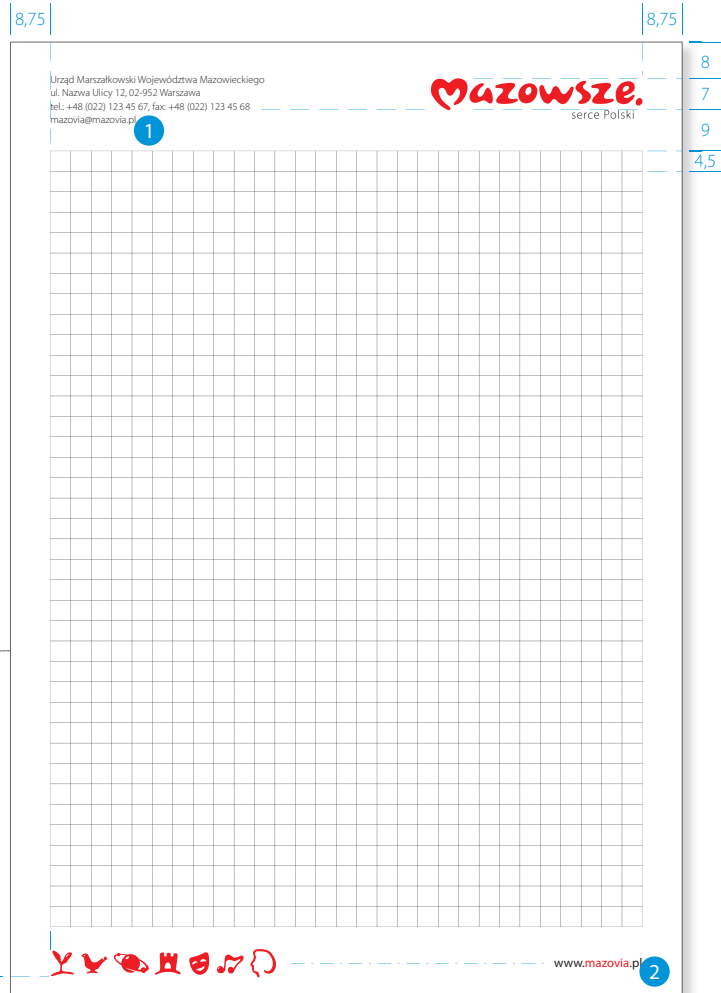 8,75
8,75
8
7
9
4,5
Urząd Marszałkowski Województwa Mazowieckiego
ul. Nazwa Ulicy 12, 02-952 Warszawa
tel.: +48 (022) 123 45 67, fax: +48 (022) 123 45 68
mazovia@mazovia.pl
1
mazowsze.
serce Polski
www.mazovia.pl
2